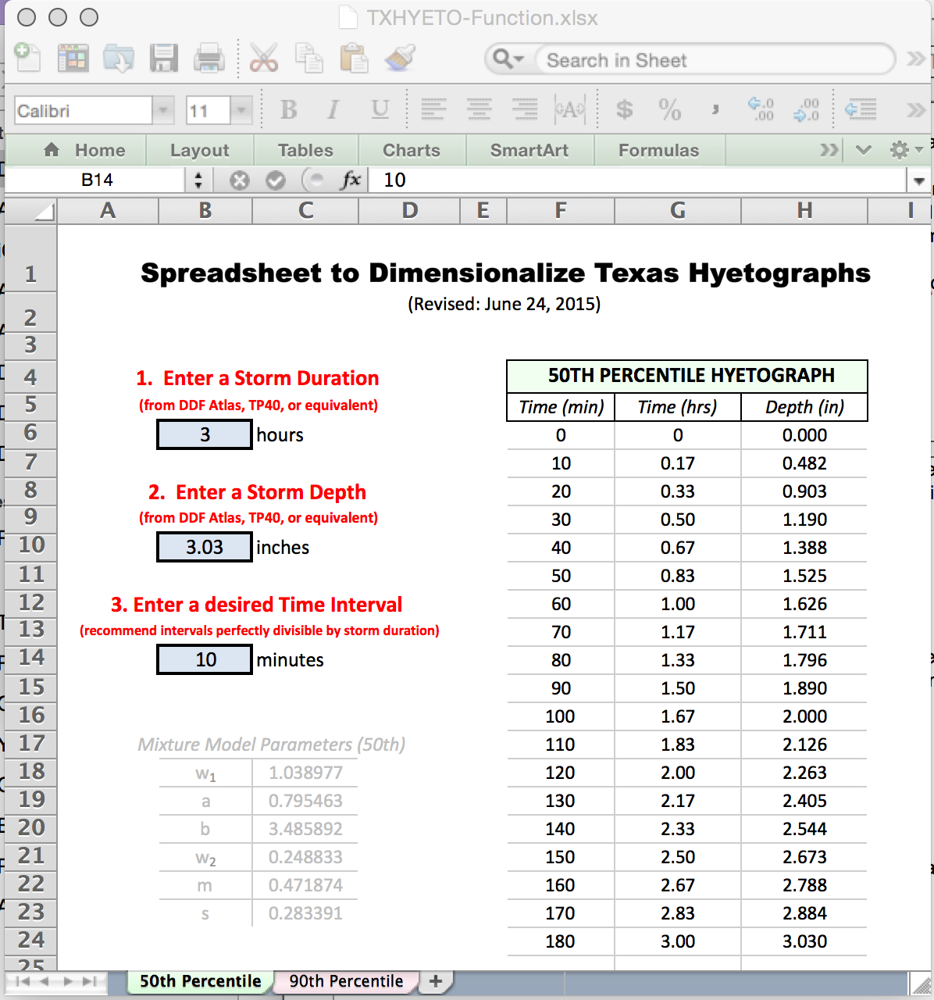 TXHYETO-Function.xlsx
Search in Sheet
Calibri 11 B I U A $ % , .0 .00 .00 .0
Home Layout Tables Charts SmartArt Formulas
B14 fx 10
A B C D E F G H I
1 Spreadsheet to Dimensionalize Texas Hyetographs
2 (Revised: June 24, 2015)
3
4 1. Enter a Storm Duration 50TH PERCENTILE HYETOGRAPH
5 (from DDF Atlas, TP40, or equivalent) Time (min) Time (hrs) Depth (in)
6 3 hours 0 0 0.000
7 10 0.17 0.482
8 2. Enter a Storm Depth 20 0.33 0.903
9 (from DDF Atlas, TP40, or equivalent) 30 0.50 1.190
10 3.03 inches 40 0.67 1.388
11 50 0.83 1.525
12 3. Enter a desired Time Interval 60 1.00 1.626
13 (recommend intervals perfectly divisible by storm duration) 70 1.17 1.711
14 10 minutes 80 1.33 1.796
15 90 1.50 1.890
16 100 1.67 2.000
17 Mixture Model Parameters (50th) 110 1.83 2.126
18 w1 1.038977 120 2.00 2.263
19 a 0.795463 130 2.17 2.405
20 b 3.485892 140 2.33 2.544
21 w2 0.248833 150 2.50 2.673
22 m 0.471874 160 2.67 2.788
23 s 0.283391 170 2.83 2.884
24 180 3.00 3.030
25
50th Percentile 90th Percentile +